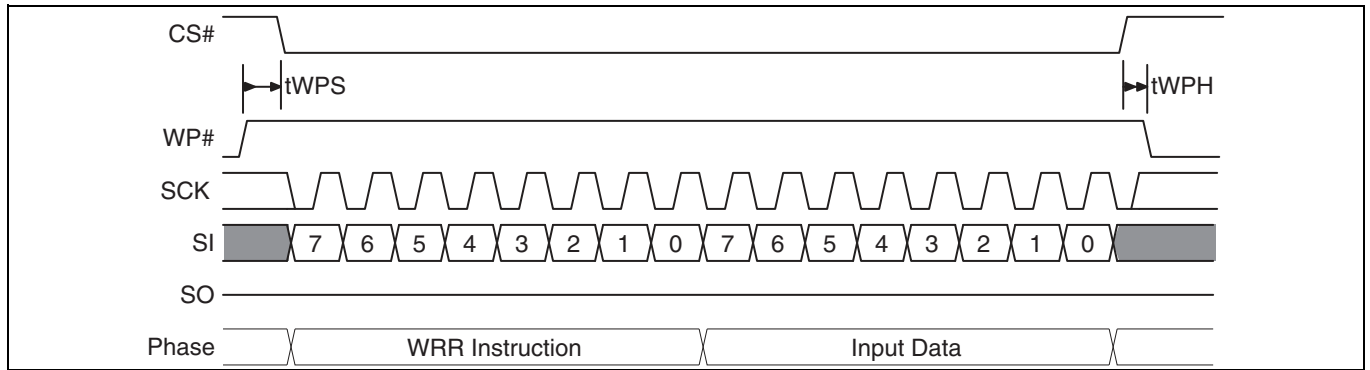 CS#
tWPS
tWPH
WP#
SCK
SI 7 6 5 4 3 2 1 0 7 6 5 4 3 2 1 0
SO
Phase WRR Instruction Input Data